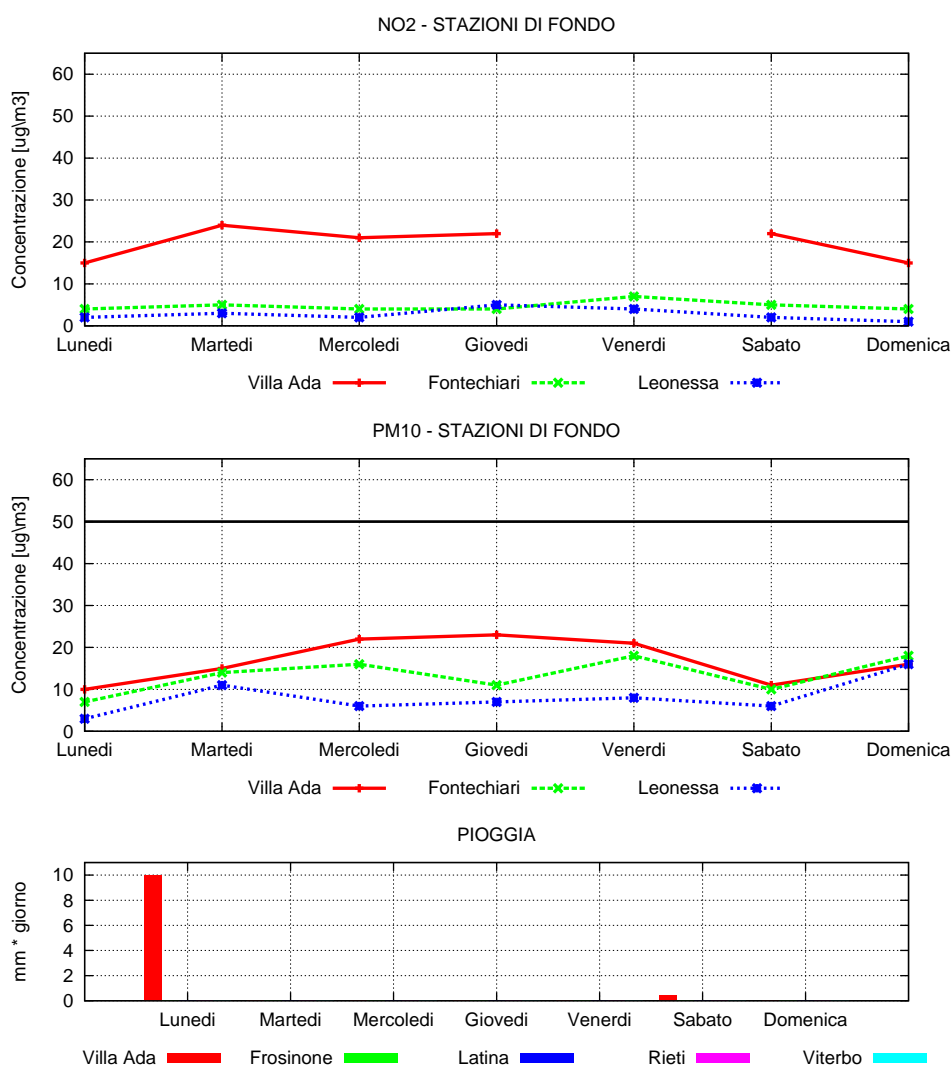 NO2 - STAZIONI DI FONDO
Concentrazione [ug\m3]
60
50
40
30
20
10
0
Lunedi Martedi Mercoledi Giovedi Venerdi Sabato Domenica
Villa Ada Fontechiari Leonessa
PM10 - STAZIONI DI FONDO
Concentrazione [ug\m3]
60
50
40
30
20
10
0
Lunedi Martedi Mercoledi Giovedi Venerdi Sabato Domenica
Villa Ada Fontechiari Leonessa
PIOGGIA
mm * giorno
10
8
6
4
2
0
Lunedi Martedi Mercoledi Giovedi Venerdi Sabato Domenica
Villa Ada Frosinone Latina Rieti Viterbo